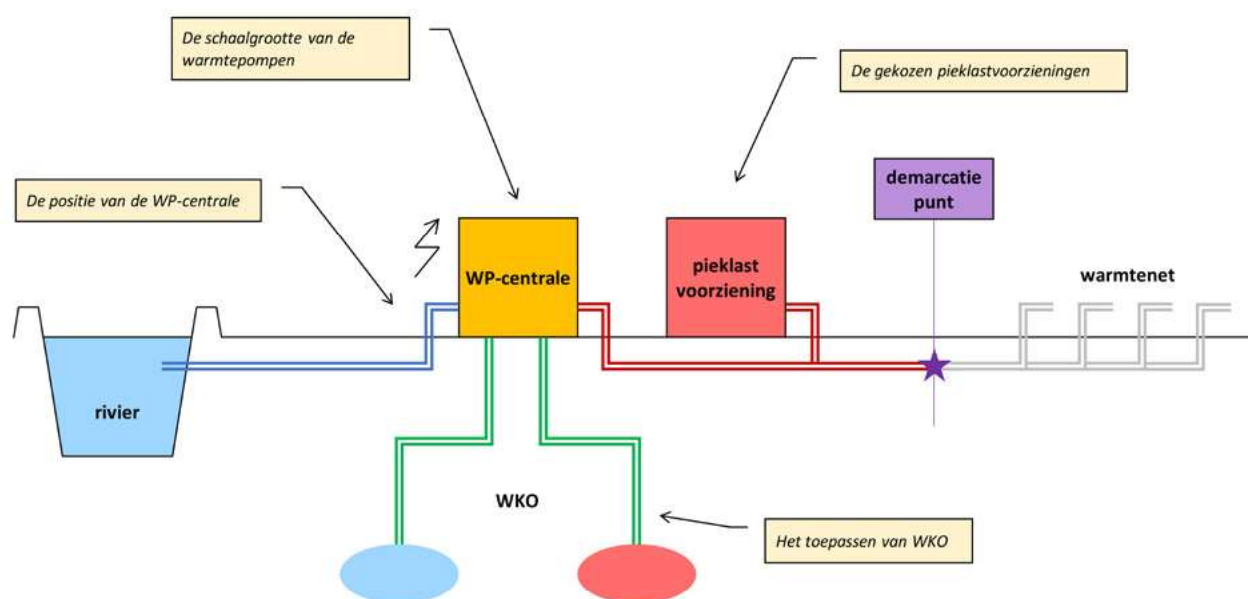 De schaalgrootte van de
warmtepompen
De gekozen pieklastvoorzieningen
De positie van de WP-centrale
demarcatie
punt
WP-centrale
pieklast
voorziening
warmtenet
rivier
WKO
Het toepassen van WKO